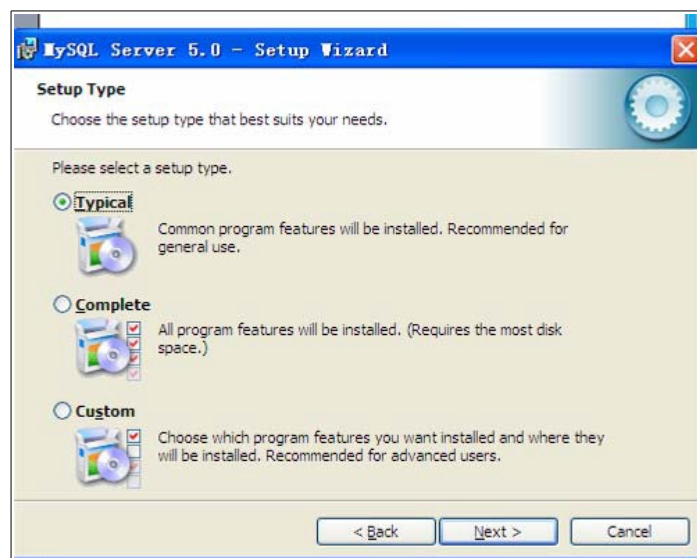 MySQL Server 5.0 - Setup Wizard
Setup Type
Choose the setup type that best suits your needs.
Please select a setup type.
Typical
Common program features will be installed. Recommended for
general use.
Complete
All program features will be installed. (Requires the most disk
space.)
Custom
Choose which program features you want installed and where they
will be installed. Recommended for advanced users.
< Back
Next >
Cancel